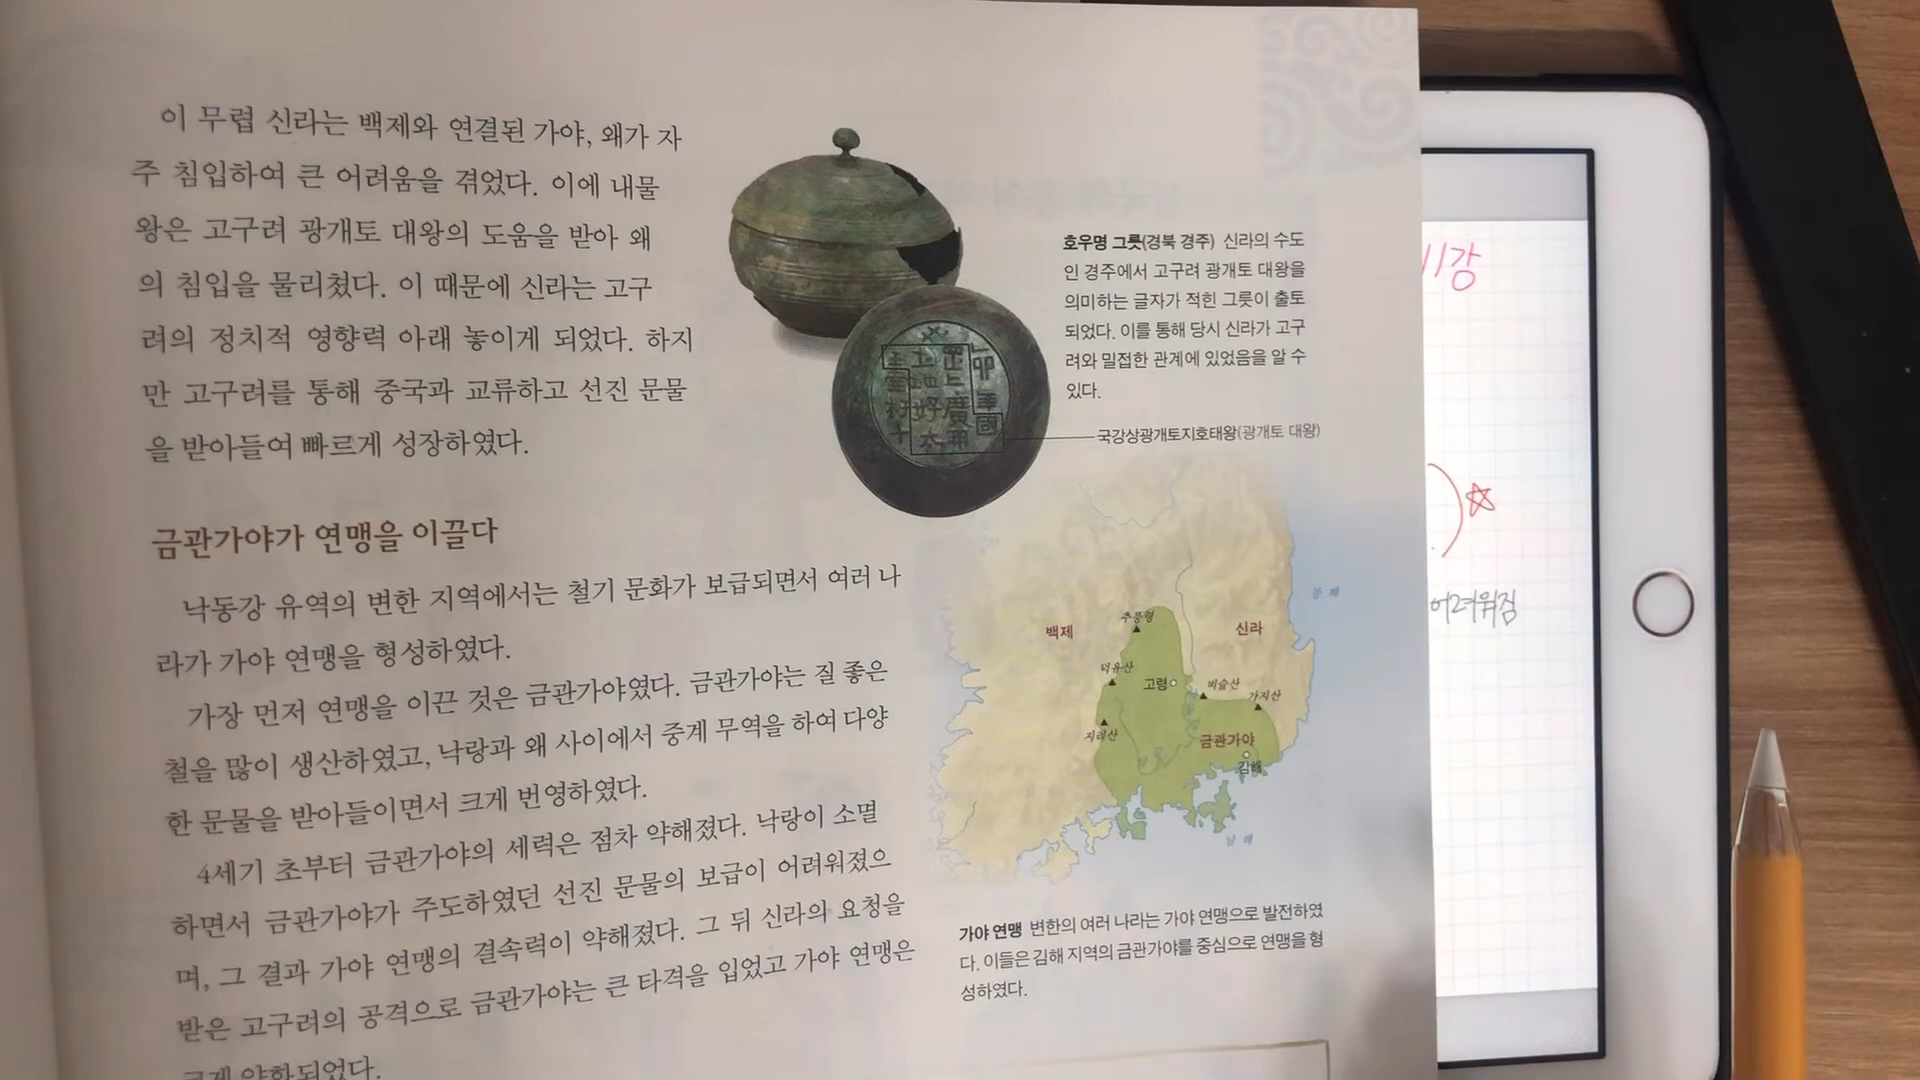 이 무렵 신라는 백제와 연결된 가야, 왜가 자
주 침입하여 큰 어려움을 겪었다. 이에 내물
왕은 고구려 광개토 대왕의 도움을 받아 왜
의 침입을 물리쳤다. 이 때문에 신라는 고구
려의 정치적 영향력 아래 놓이게 되었다. 하지
만 고구려를 통해 중국과 교류하고 선진 문물
을 받아들여 빠르게 성장하였다.
호우명 그릇(경북 경주) 신라의 수도
인 경주에서 고구려 광개토 대왕을
의미하는 글자가 적힌 그릇이 출토
되었다. 이를 통해 당시 신라가 고구
려와 밀접한 관계에 있었음을 알 수
있다.
국강상광개토지호태왕(광개토 대왕)
금관가야가 연맹을 이끌다
낙동강 유역의 변한 지역에서는 철기 문화가 보급되면서 여러 나
라가 가야 연맹을 형성하였다.
가장 먼저 연맹을 이끈 것은 금관가야였다. 금관가야는 질 좋은
철을 많이 생산하였고, 낙랑과 왜 사이에서 중계 무역을 하여 다양
한 문물을 받아들이면서 크게 번영하였다.
4세기 초부터 금관가야의 세력은 점차 약해졌다. 낙랑이 소멸
하면서 금관가야가 주도하였던 선진 문물의 보급이 어려워졌으
며, 그 결과 가야 연맹의 결속력이 약해졌다. 그 뒤 신라의 요청을
받은 고구려의 공격으로 금관가야는 큰 타격을 입었고 가야 연맹은
크게 약화되었다.
동해
백제
추풍령
신라
덕유산
고령
비슬산
가지산
지리산
금관가야
김해
남해
가야 연맹 변한의 여러 나라는 가야 연맹으로 발전하였
다. 이들은 김해 지역의 금관가야를 중심으로 연맹을 형
성하였다.
11강
어려워짐